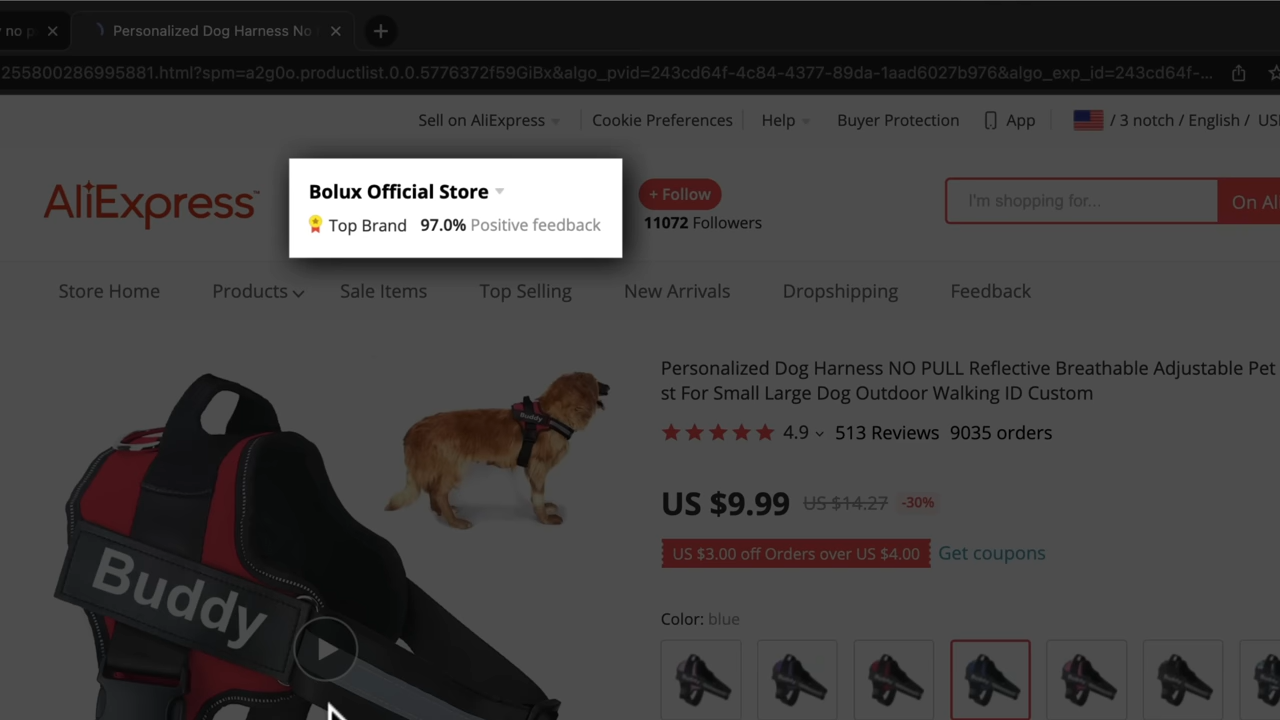 no p
Personalized Dog Harness No
255800286995881.html?spm=a2g0o.productlist.0.0.5776372f59GiBx&algo_pvid=243cd64f-4c84-4377-89da-1aad6027b976&algo_exp_id=243cd64f-...
Sell on AliExpress Cookie Preferences Help Buyer Protection App / 3 notch / English / US
AliExpress™
Bolux Official Store
Top Brand 97.0% Positive feedback
+ Follow
11072 Followers
I'm shopping for...
On Al
Store Home Products Sale Items Top Selling New Arrivals Dropshipping Feedback
Personalized Dog Harness NO PULL Reflective Breathable Adjustable Pet
st For Small Large Dog Outdoor Walking ID Custom
4.9 513 Reviews 9035 orders
US $9.99 US $14.27 -30%
US $3.00 off Orders over US $4.00 Get coupons
Color: blue
Buddy
Buddy